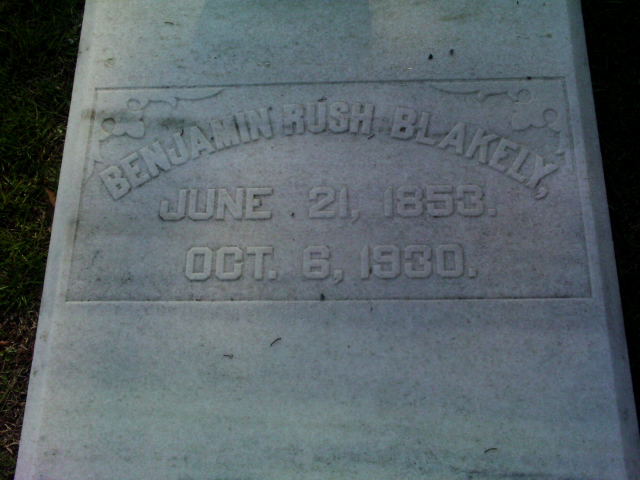 BENJAMIN RUSH BLAKELY,
JUNE 21, 1853.
OCT. 6, 1930.